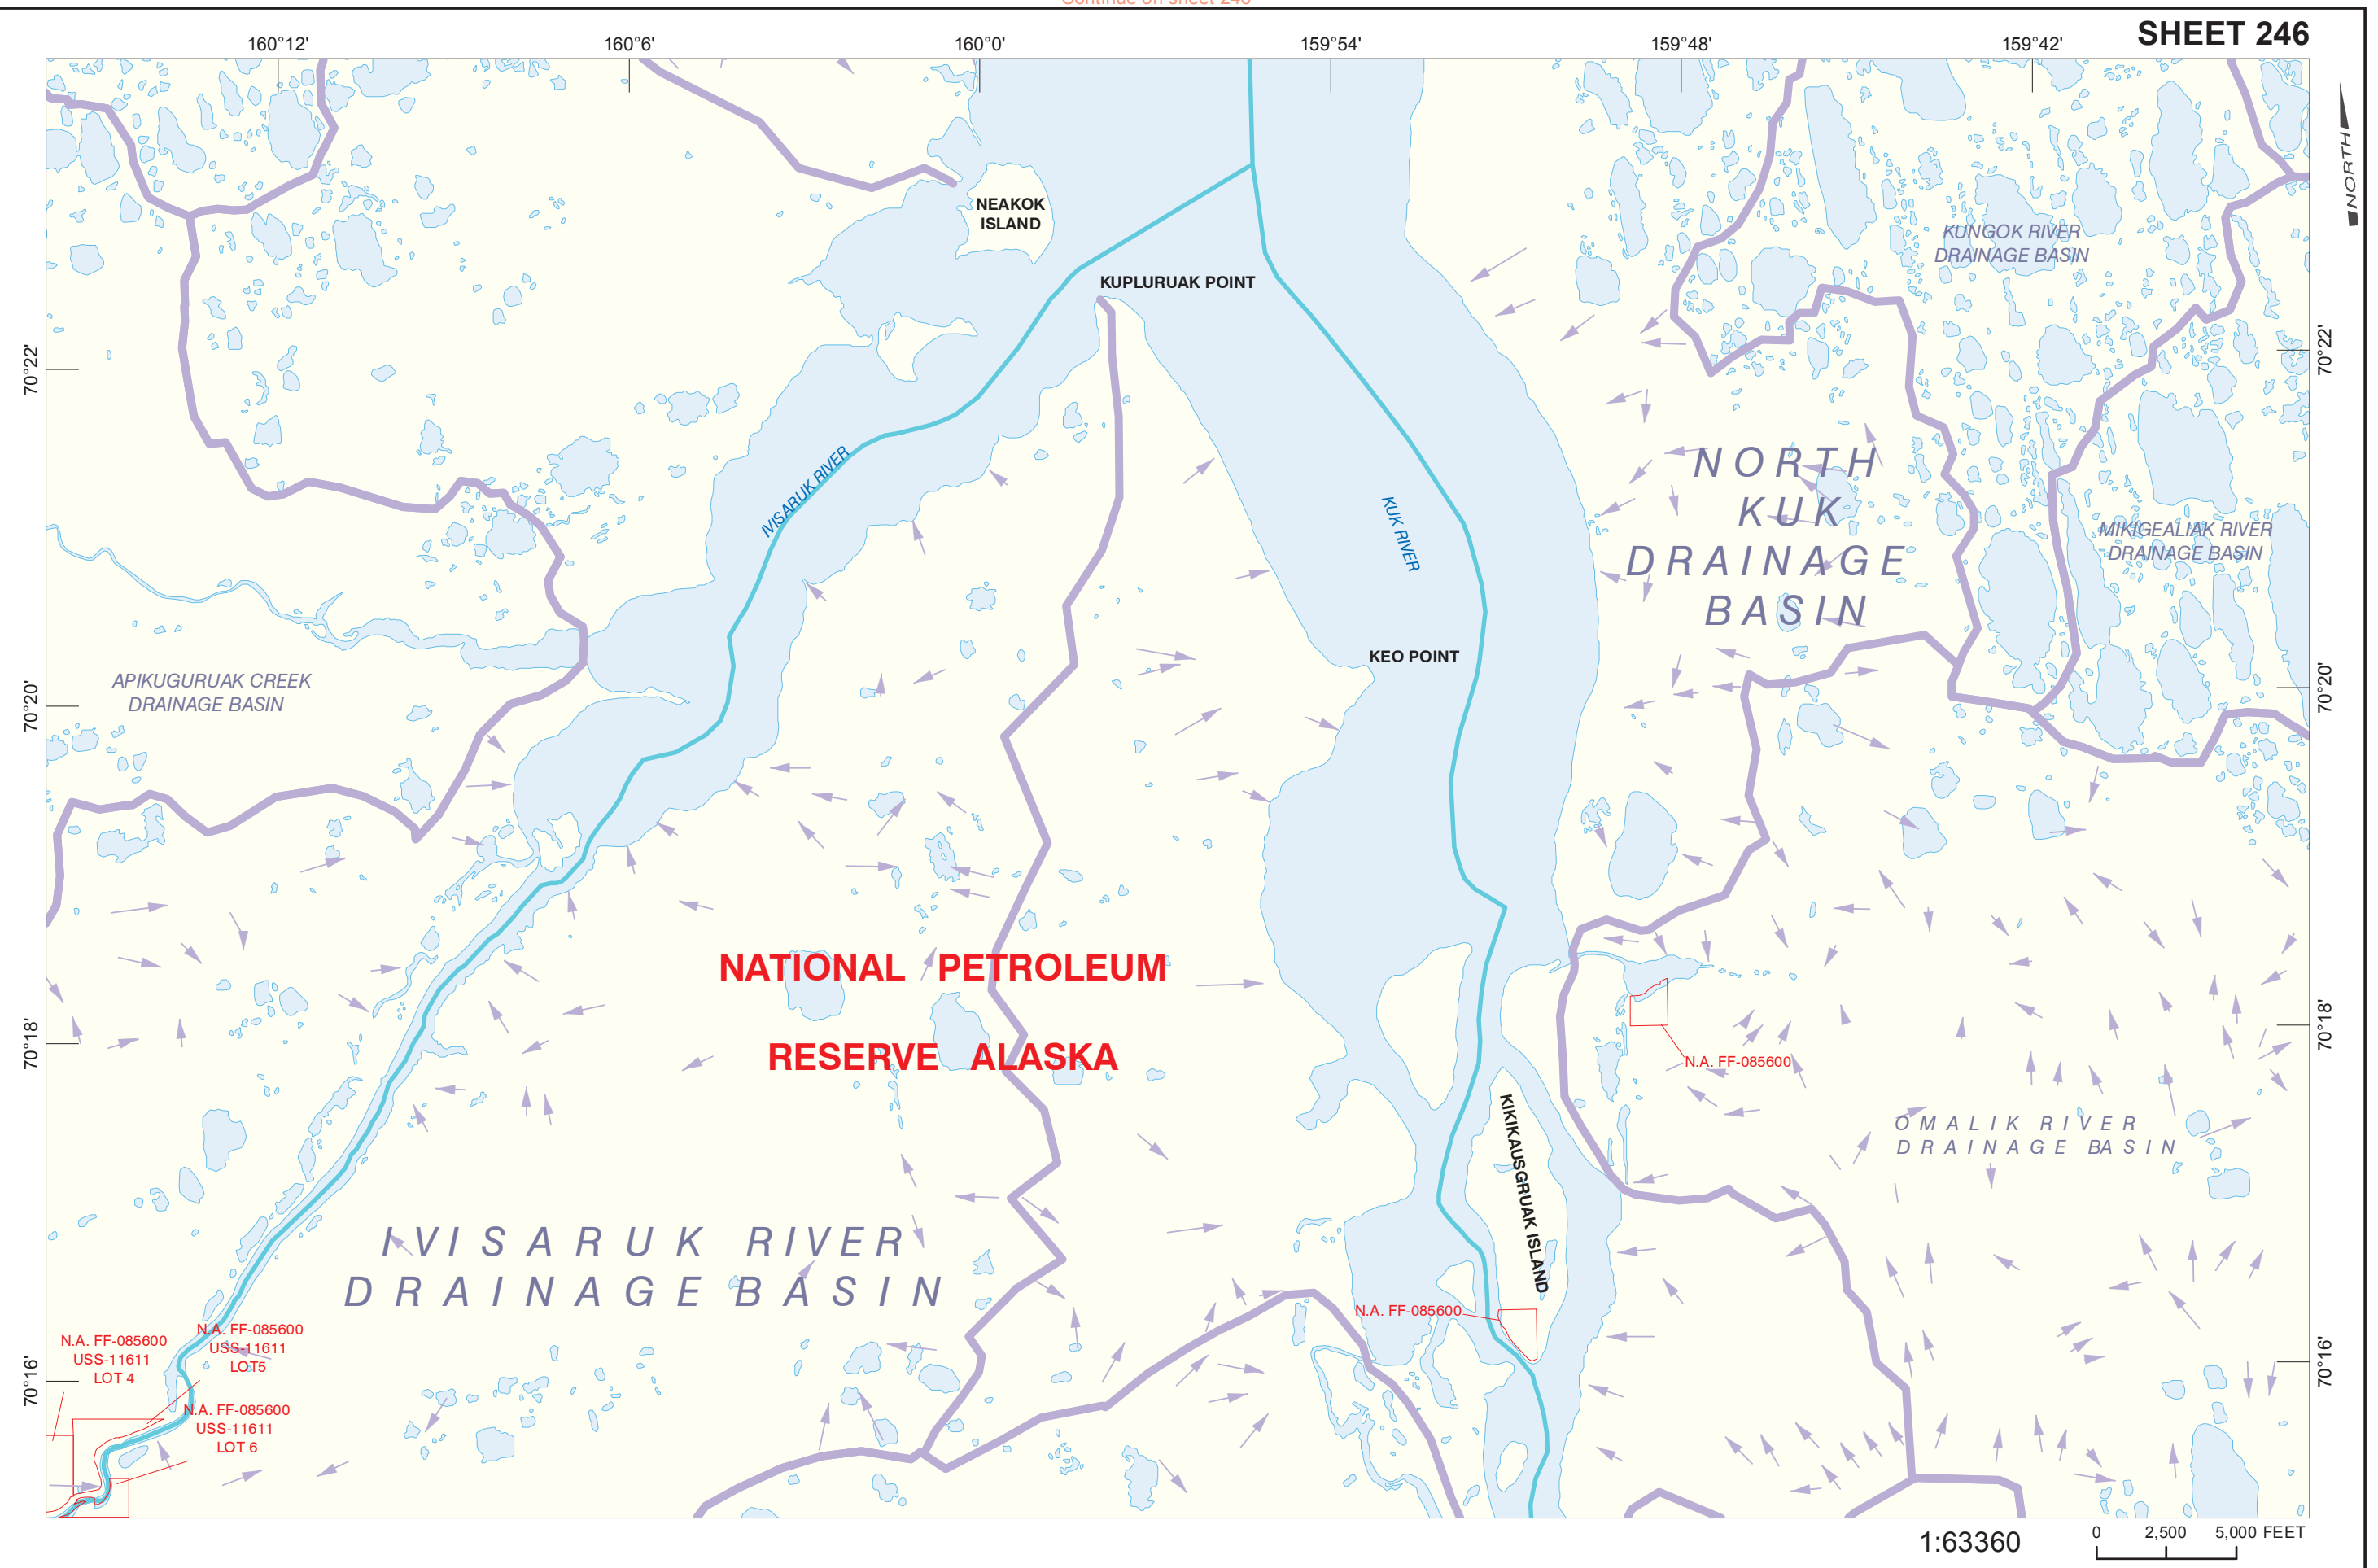 Continue on sheet 245
SHEET 246
160°12'
160°6'
160°0'
159°54'
159°48'
159°42'
NORTH
NEAKOK
ISLAND
KUNGOK RIVER
DRAINAGE BASIN
KUPLURUAK POINT
70°22'
70°22'
IVISARUK RIVER
KUK RIVER
NORTH
KUK
DRAINAGE
BASIN
MIKIGEALIAK RIVER
DRAINAGE BASIN
KEO POINT
APIKUGURUAK CREEK
DRAINAGE BASIN
70°20'
70°20'
NATIONAL PETROLEUM
RESERVE ALASKA
70°18'
70°18'
N.A. FF-085600
KIKIKAUSGRUAK ISLAND
OMALIK RIVER
DRAINAGE BASIN
IVISARUK RIVER
DRAINAGE BASIN
N.A. FF-085600
N.A. FF-085600
USS-11611
LOT 4
N.A. FF-085600
USS-11611
LOT5
70°16'
70°16'
N.A. FF-085600
USS-11611
LOT 6
1:63360
0 2,500 5,000 FEET